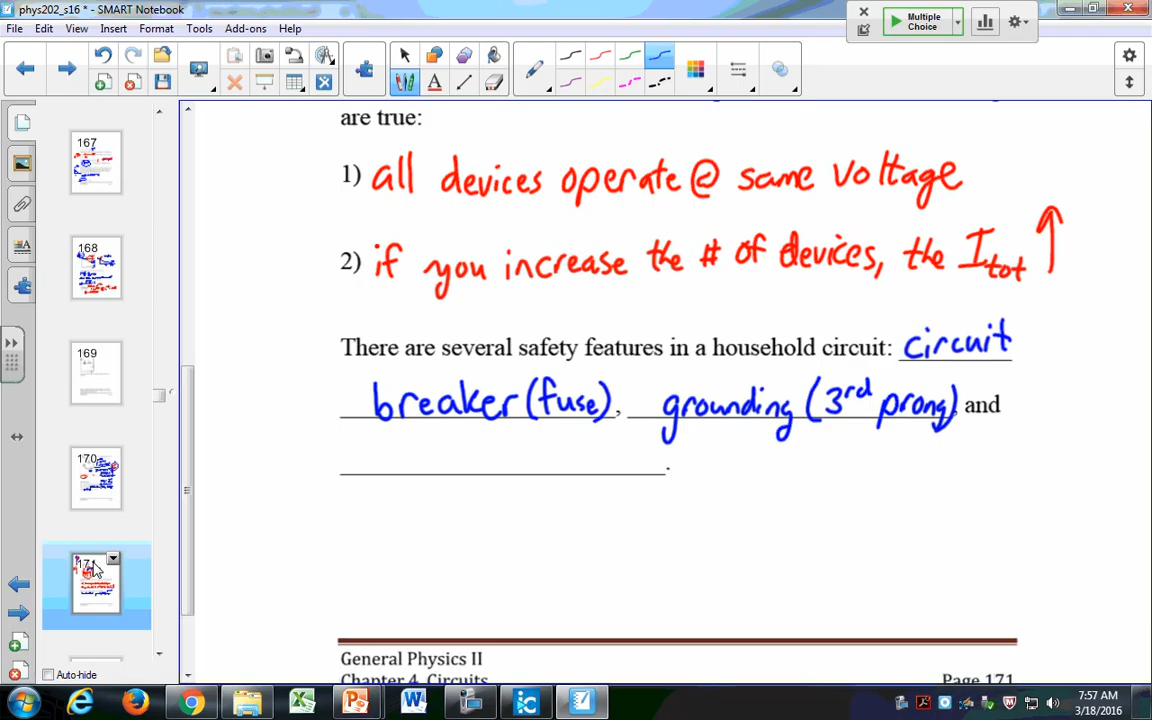 phys202_s16 * - SMART Notebook
Multiple
Choice
File Edit View Insert Format Tools Add-ons Help
are true:
1) all devices operate @ same voltage
2) if you increase the # of devices, the Itot ↑
There are several safety features in a household circuit: circuit
breaker (fuse), grounding (3rd prong), and
.
167
168
169
170
171
General Physics II
Chapter 4 Circuits
Page 171
Auto-hide
7:57 AM
3/18/2016